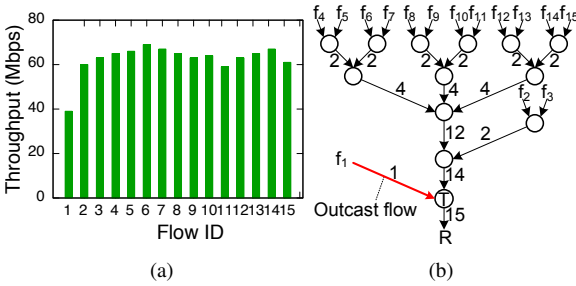 Throughput (Mbps)
80
60
40
20
0
1 2 3 4 5 6 7 8 9 10 11 12 13 14 15
Flow ID
(a)
f4 f5 f6 f7 f8 f9 f10 f11 f12 f13 f14 f15
2 2 2 2 2 2
4 4 4
f2 f3
12 2
f1
1 14
T
Outcast flow 15
R
(b)